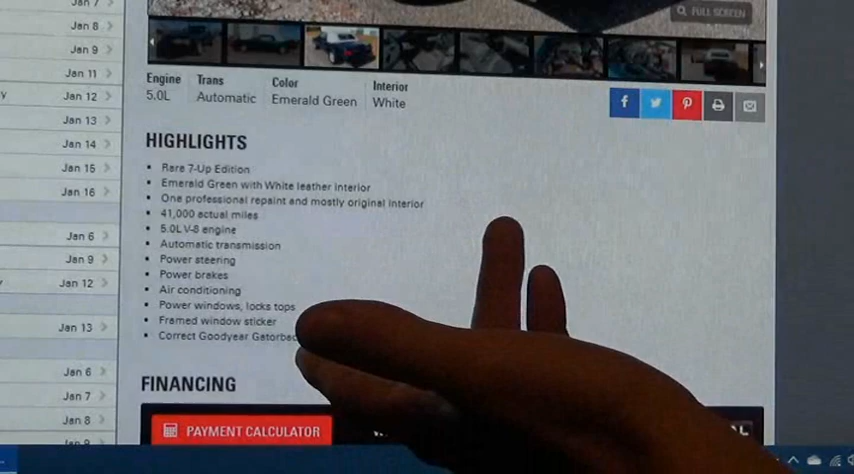 Jan 7
Jan 8
Jan 9
Jan 11
Jan 12
Jan 13
Jan 14
Jan 15
Jan 16
Jan 6
Jan 9
Jan 12
Jan 13
Jan 6
Jan 7
Jan 8
FULL SCREEN
Engine Trans Color Interior
5.0L Automatic Emerald Green White
HIGHLIGHTS
Rare 7-Up Edition
Emerald Green with White leather interior
One professional repaint and mostly original interior
41,000 actual miles
5.0L V-8 engine
Automatic transmission
Power steering
Power brakes
Air conditioning
Power windows, locks tops
Framed window sticker
Correct Goodyear
FINANCING
PAYMENT CALCULATOR